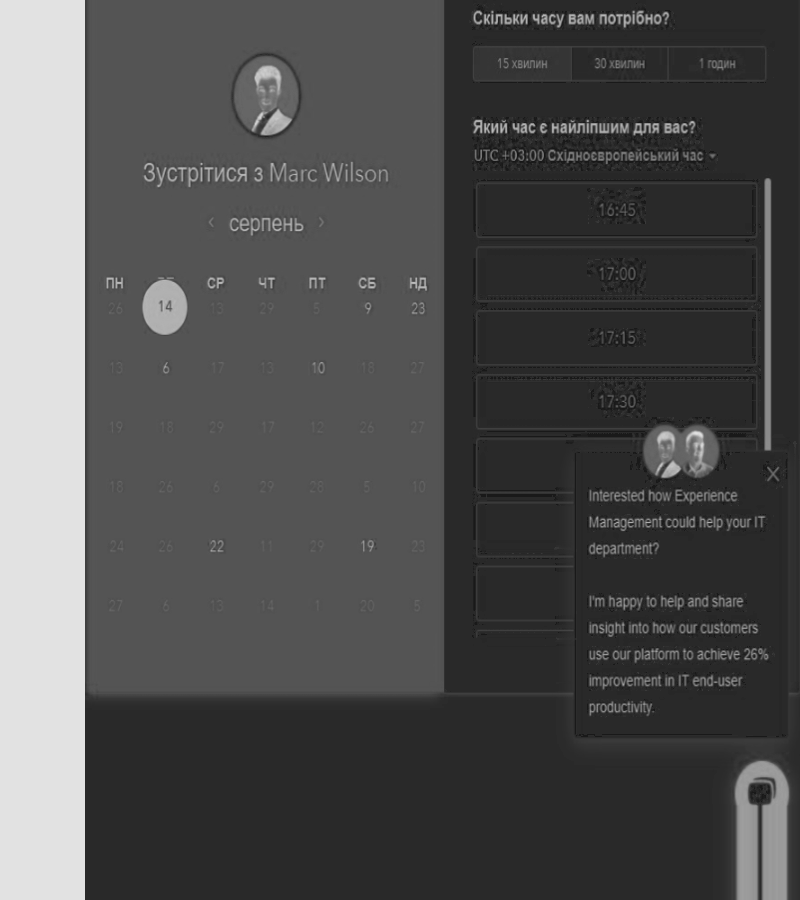 Скільки часу вам потрібно?
15 хвилин 30 хвилин 1 годин
Який час є найліпшим для вас?
UTC +03:00 Східноєвропейський час
Зустрітися з Marc Wilson
серпень
ПН СР ЧТ ПТ СБ НД
26 14 13 29 5 9 23
13 6 17 13 10 18 27
19 18 29 17 12 26 27
18 26 6 29 28 5 10
24 26 22 11 29 19 23
27 6 13 14 1 20 5
16:45
17:00
17:15
17:30
Interested how Experience
Management could help your IT
department?
I'm happy to help and share
insight into how our customers
use our platform to achieve 26%
improvement in IT end-user
productivity.